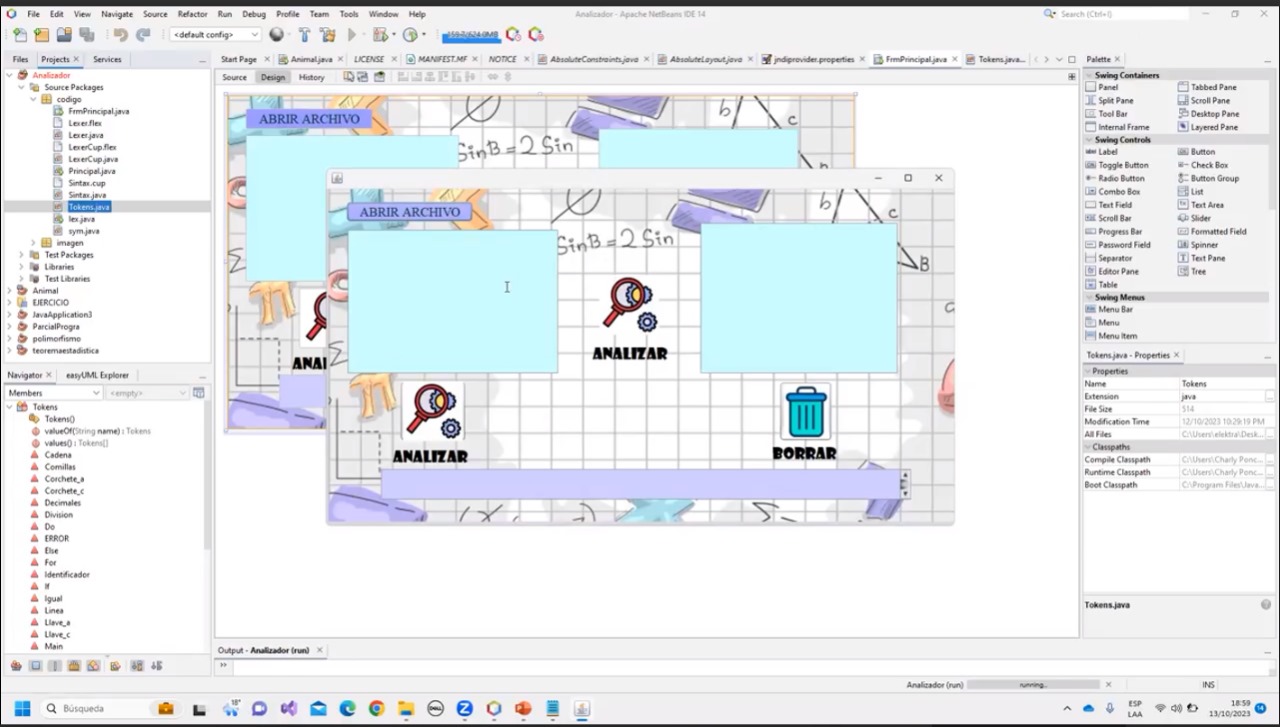 File Edit View Navigate Source Refactor Run Debug Profile Team Tools Window Help
Analizador - Apache NetBeans IDE 14
Search (Ctrl+I)
<default config>
159.7/624.0MB
Files Projects Services
Start Page Animal.java LICENSE MANIFEST.MF NOTICE AbsoluteConstraints.java AbsoluteLayout.java jndiprovider.properties FrmPrincipal.java Tokens.java...
Source Design History
Analizador
Source Packages
codigo
FrmPrincipal.java
Lexer.flex
Lexer.java
LexerCup.flex
LexerCup.java
Principal.java
Sintax.cup
Sintax.java
Tokens.java
lex.java
sym.java
imagen
Test Packages
Libraries
Test Libraries
Animal
EJERCICIO
JavaApplication3
ParcialProgra
polimorfismo
teoremaestadistica
Navigator easyUML Explorer
Members <empty>
Tokens
Tokens()
valueOf(String name) : Tokens
values() : Tokens[]
Cadena
Comillas
Corchete_a
Corchete_c
Decimales
Division
Do
ERROR
Else
For
Identificador
If
Igual
Linea
Llave_a
Llave_c
Main
ABRIR ARCHIVO
SinB = 2 Sin
b
c
ANALI
ABRIR ARCHIVO
SinB = 2 Sin
b
c
B
ANALIZAR
ANALIZAR
BORRAR
Output - Analizador (run)
Palette
Swing Containers
Panel Tabbed Pane
Split Pane Scroll Pane
Tool Bar Desktop Pane
Internal Frame Layered Pane
Swing Controls
Label Button
Toggle Button Check Box
Radio Button Button Group
Combo Box List
Text Field Text Area
Scroll Bar Slider
Progress Bar Formatted Field
Password Field Spinner
Separator Text Pane
Editor Pane Tree
Table
Swing Menus
Menu Bar
Menu
Menu Item
Tokens.java - Properties
Properties
Name Tokens
Extension java
File Size 514
Modification Time 12/10/2023 10:29:19 PM
All Files C:\Users\elektra\Desk...
Classpaths
Compile Classpath C:\Users\Charly Ponc...
Runtime Classpath C:\Users\Charly Ponc...
Boot Classpath C:\Program Files\Java...
Tokens.java
Analizador (run) running... INS
Búsqueda
18°
DELL
ESP
LAA
18:59
13/10/2023